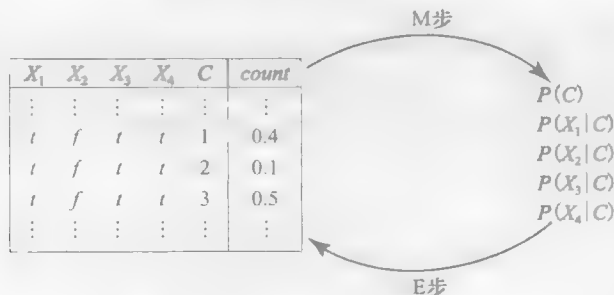 M步
X₁ X₂ X₃ X₄ C count
⋮ ⋮ ⋮ ⋮ ⋮ ⋮
t f t t 1 0.4
t f t t 2 0.1
t f t t 3 0.5
⋮ ⋮ ⋮ ⋮ ⋮ ⋮
P(C)
P(X₁|C)
P(X₂|C)
P(X₃|C)
P(X₄|C)
E步